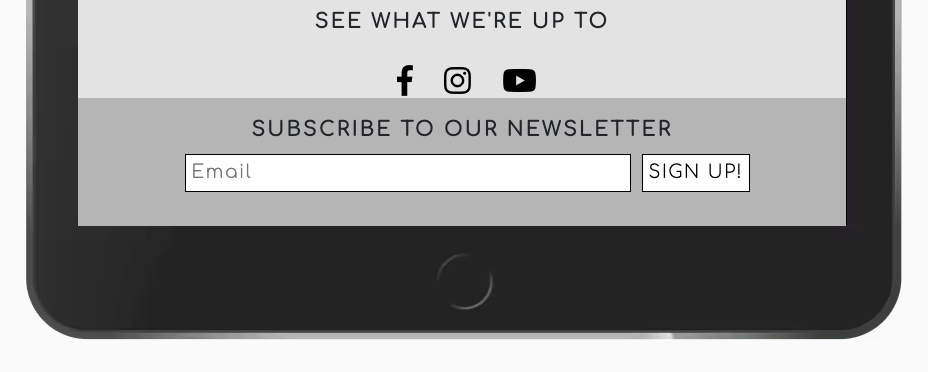 SEE WHAT WE'RE UP TO
SUBSCRIBE TO OUR NEWSLETTER
Email
SIGN UP!